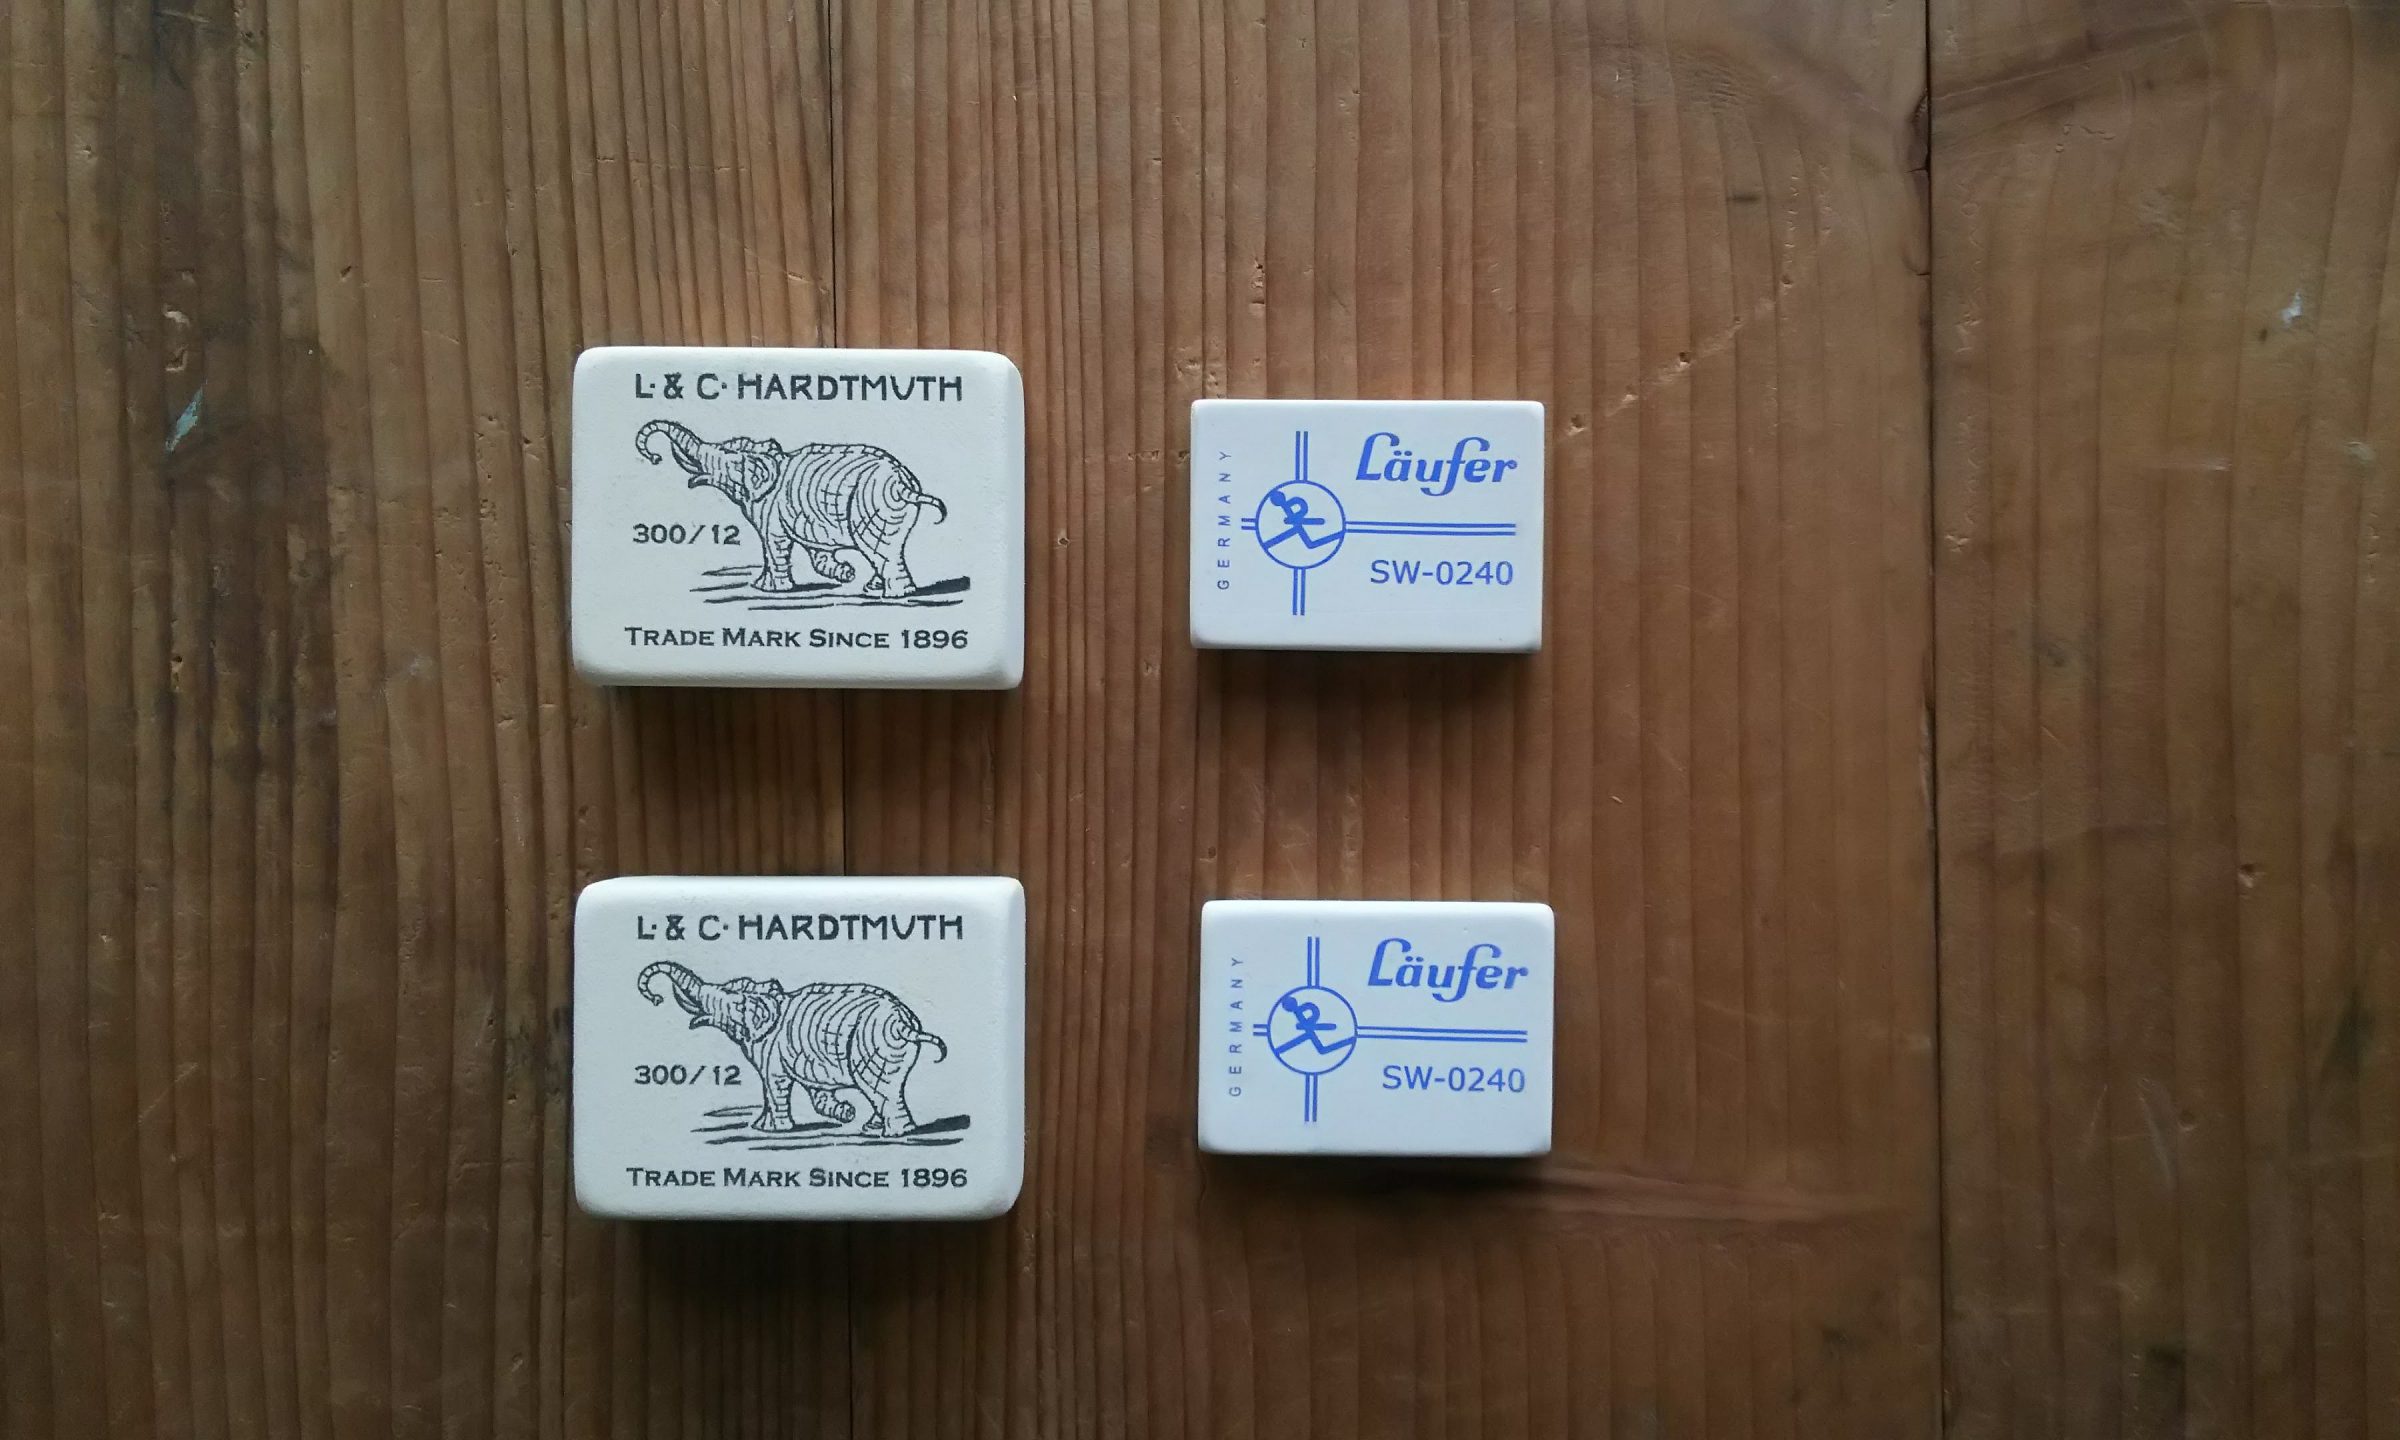 L. & C. HARDTMUTH
300/12
TRADE MARK SINCE 1896
GERMANY
Läufer
SW-0240
L. & C. HARDTMUTH
300/12
TRADE MARK SINCE 1896
GERMANY
Läufer
SW-0240